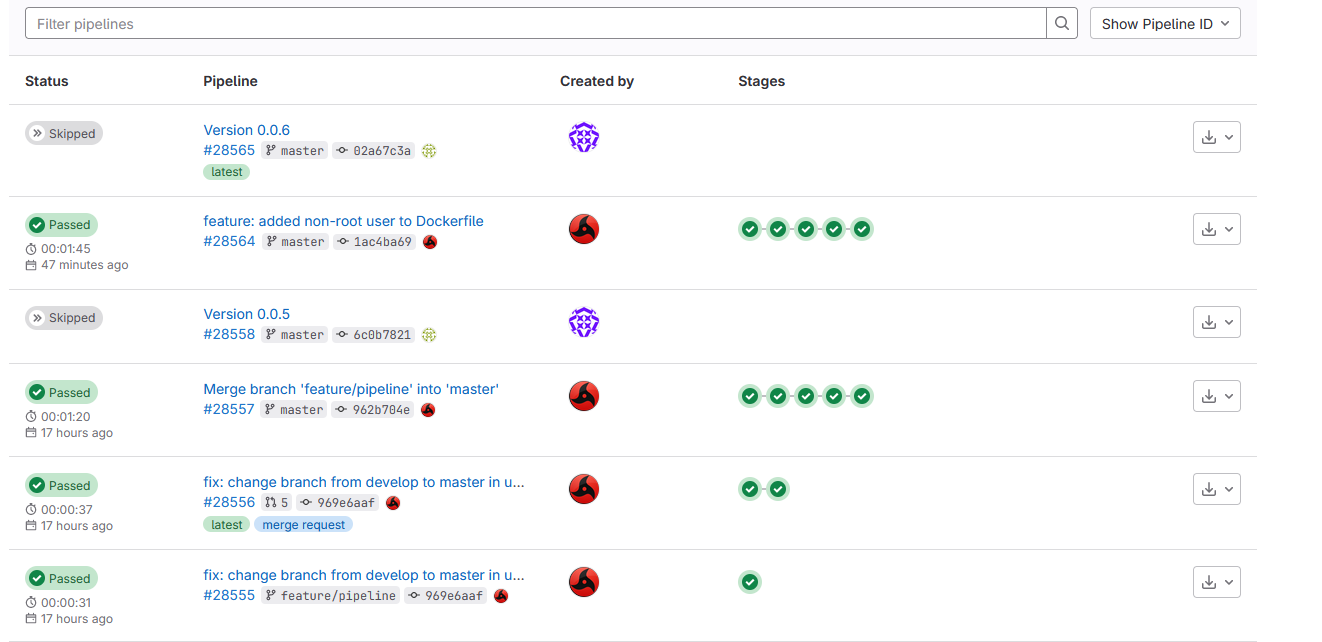 Filter pipelines
Show Pipeline ID
Status Pipeline Created by Stages
Skipped
Version 0.0.6
#28565 master 02a67c3a
latest
Passed
00:01:45
47 minutes ago
feature: added non-root user to Dockerfile
#28564 master 1ac4ba69
Skipped
Version 0.0.5
#28558 master 6c0b7821
Passed
00:01:20
17 hours ago
Merge branch 'feature/pipeline' into 'master'
#28557 master 962b704e
Passed
00:00:37
17 hours ago
fix: change branch from develop to master in u...
#28556 5 969e6aaf
latest merge request
Passed
00:00:31
17 hours ago
fix: change branch from develop to master in u...
#28555 feature/pipeline 969e6aaf